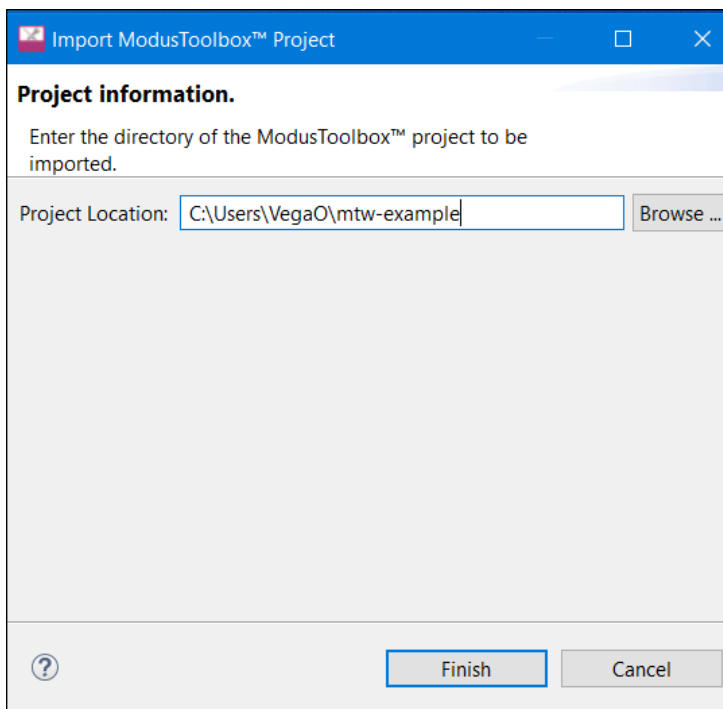 Import ModusToolbox™ Project
Project information.
Enter the directory of the ModusToolbox™ project to be
imported.
Project Location: C:\Users\VegaO\mtw-example Browse ...
? Finish Cancel